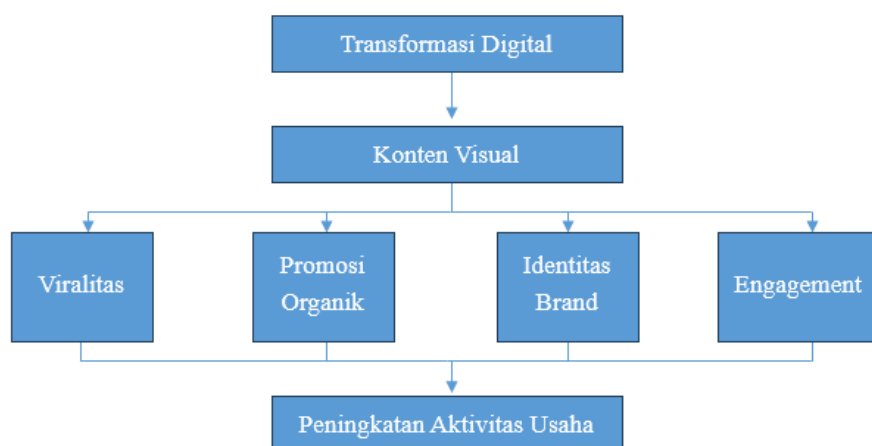 Transformasi Digital
Konten Visual
Viralitas
Promosi
Organik
Identitas
Brand
Engagement
Peningkatan Aktivitas Usaha